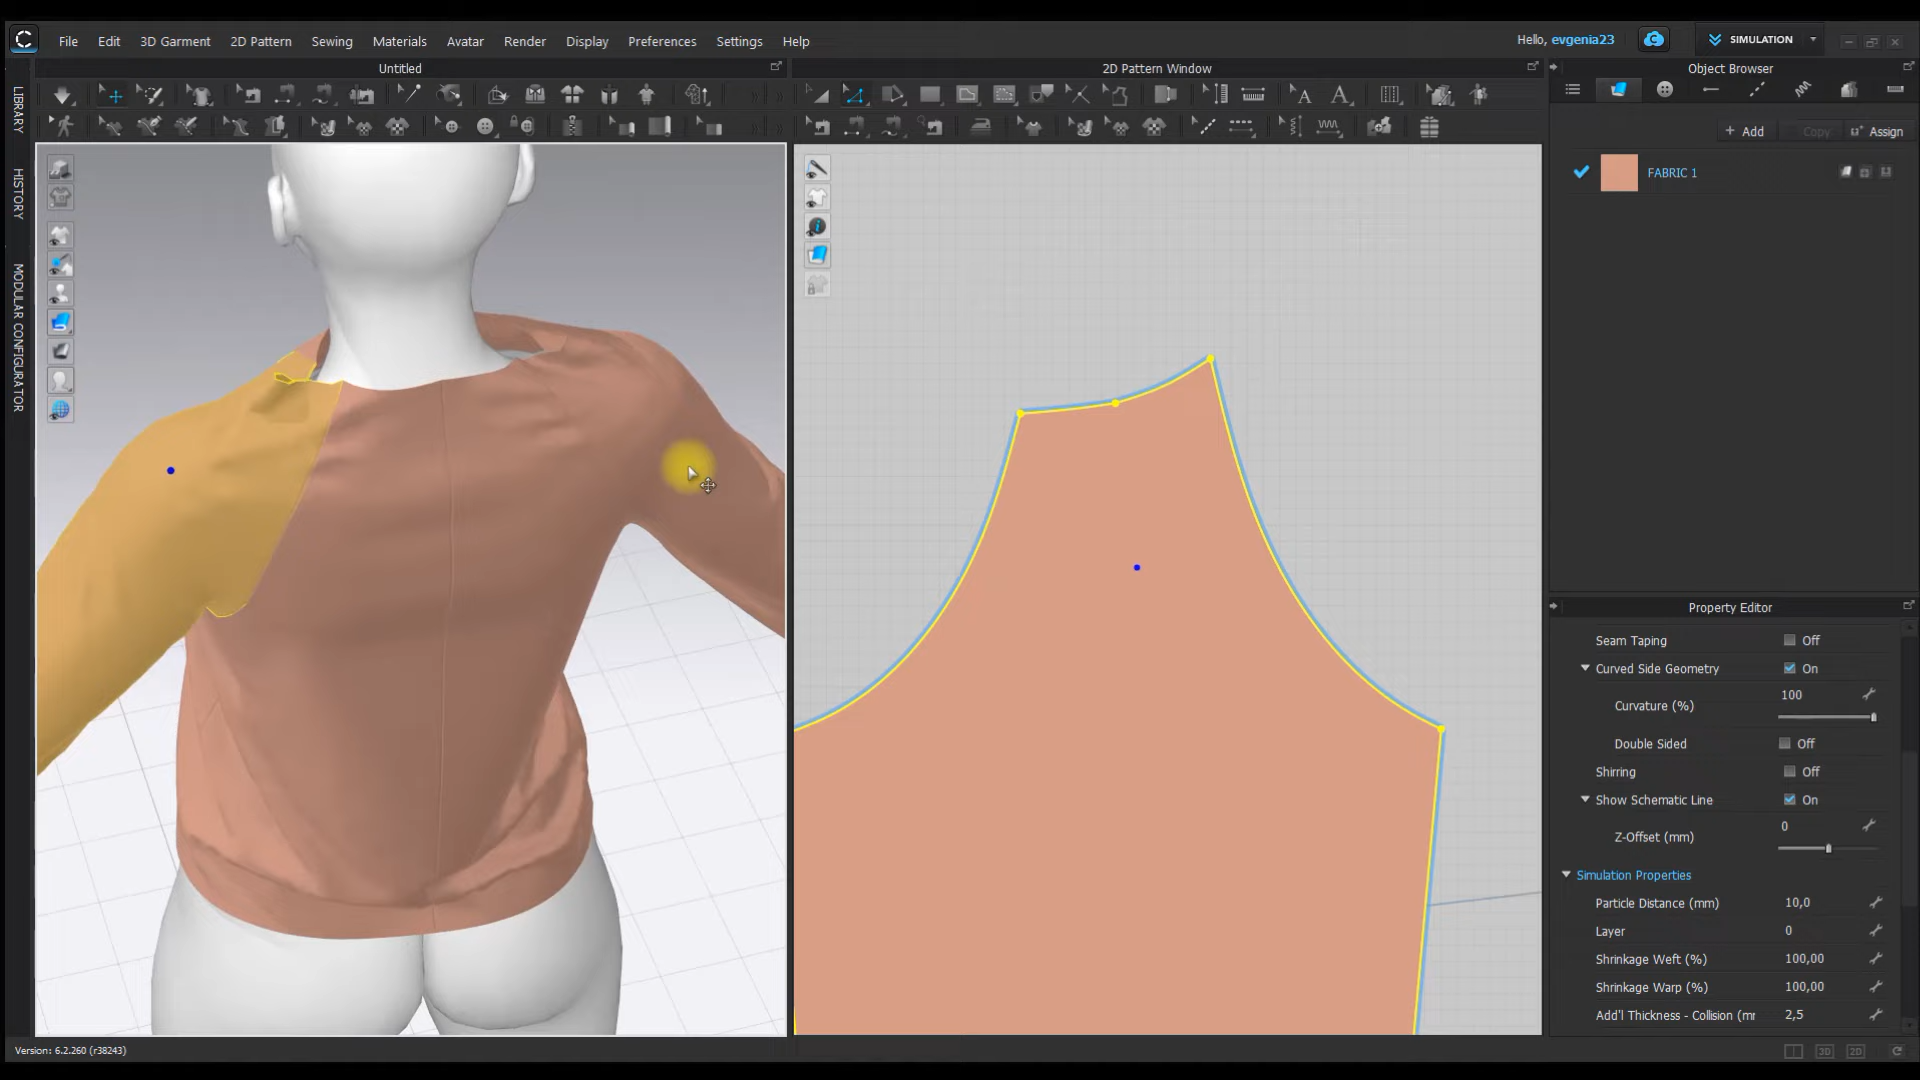 File Edit 3D Garment 2D Pattern Sewing Materials Avatar Render Display Preferences Settings Help
Hello, evgenia23
SIMULATION
Untitled
2D Pattern Window
Object Browser
LIBRARY
HISTORY
MODULAR CONFIGURATOR
+ Add Copy Assign
FABRIC 1
Property Editor
Seam Taping Off
Curved Side Geometry On
Curvature (%) 100
Double Sided Off
Shirring Off
Show Schematic Line On
Z-Offset (mm) 0
Simulation Properties
Particle Distance (mm) 10,0
Layer 0
Shrinkage Weft (%) 100,00
Shrinkage Warp (%) 100,00
Add'l Thickness - Collision (mr 2,5
Version: 6.2.260 (r38243)
3D 2D